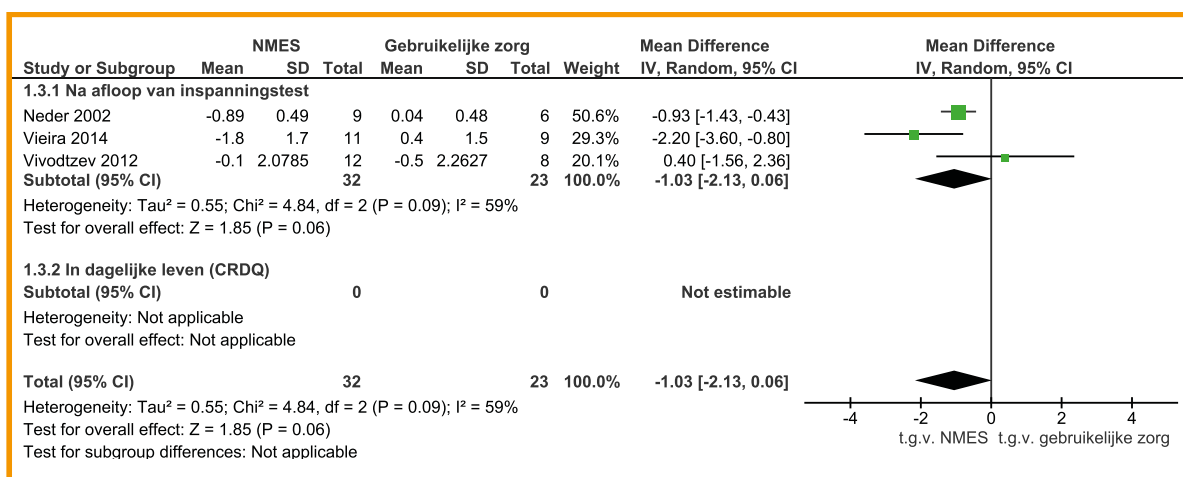 NMES Gebruikelijke zorg Mean Difference Mean Difference
Study or Subgroup Mean SD Total Mean SD Total Weight IV, Random, 95% CI IV, Random, 95% CI
1.3.1 Na afloop van inspanningstest
Neder 2002 -0.89 0.49 9 0.04 0.48 6 50.6% -0.93 [-1.43, -0.43]
Vieira 2014 -1.8 1.7 11 0.4 1.5 9 29.3% -2.20 [-3.60, -0.80]
Vivodtzev 2012 -0.1 2.0785 12 -0.5 2.2627 8 20.1% 0.40 [-1.56, 2.36]
Subtotal (95% CI) 32 23 100.0% -1.03 [-2.13, 0.06]
Heterogeneity: Tau² = 0.55; Chi² = 4.84, df = 2 (P = 0.09); I² = 59%
Test for overall effect: Z = 1.85 (P = 0.06)
1.3.2 In dagelijke leven (CRDQ)
Subtotal (95% CI) 0 0 Not estimable
Heterogeneity: Not applicable
Test for overall effect: Not applicable
Total (95% CI) 32 23 100.0% -1.03 [-2.13, 0.06]
Heterogeneity: Tau² = 0.55; Chi² = 4.84, df = 2 (P = 0.09); I² = 59%
Test for overall effect: Z = 1.85 (P = 0.06)
Test for subgroup differences: Not applicable
-4 -2 0 2 4
t.g.v. NMES t.g.v. gebruikelijke zorg